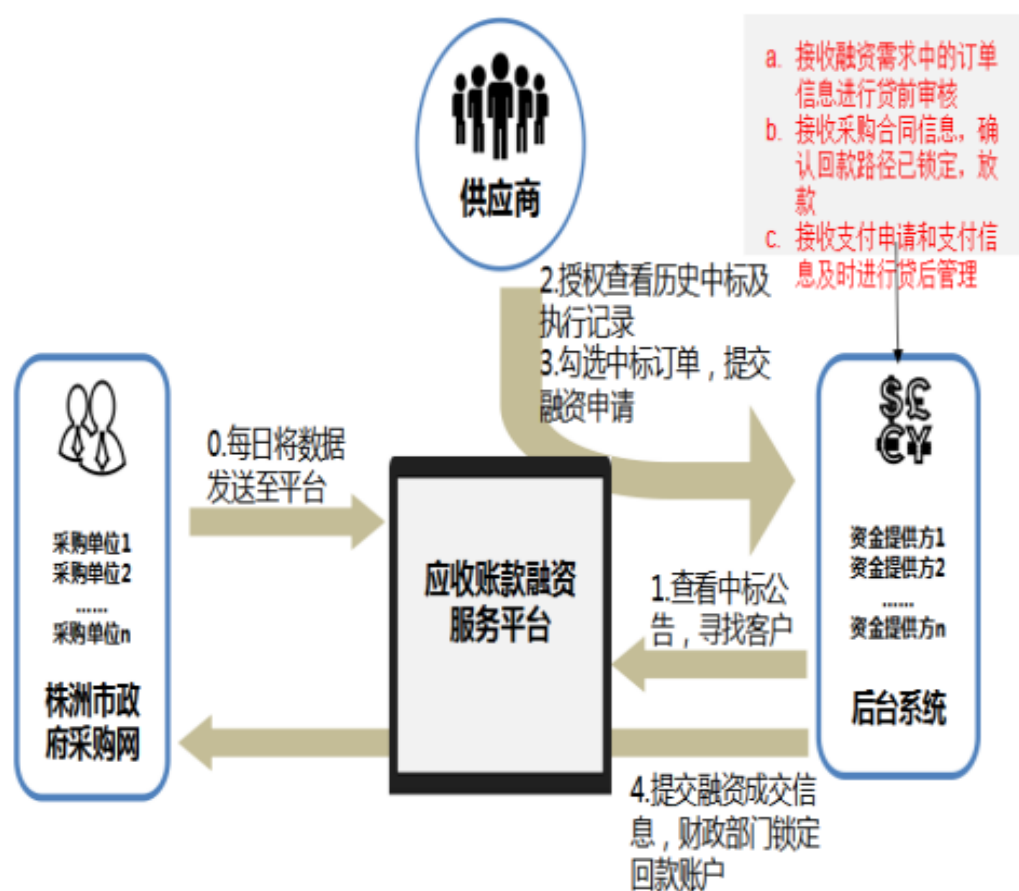 供应商
a. 接收融资需求中的订单
信息进行贷前审核
b. 接收采购合同信息，确
认回款路径已锁定，放
款
c. 接收支付申请和支付信
息及时进行贷后管理
2.授权查看历史中标及
执行记录
3.勾选中标订单，提交
融资申请
0.每日将数据
发送至平台
采购单位1
采购单位2
......
采购单位n
株洲市政
府采购网
应收账款融资
服务平台
$£
€¥
资金提供方1
资金提供方2
......
资金提供方n
后台系统
1.查看中标公
告，寻找客户
4.提交融资成交信
息，财政部门锁定
回款账户